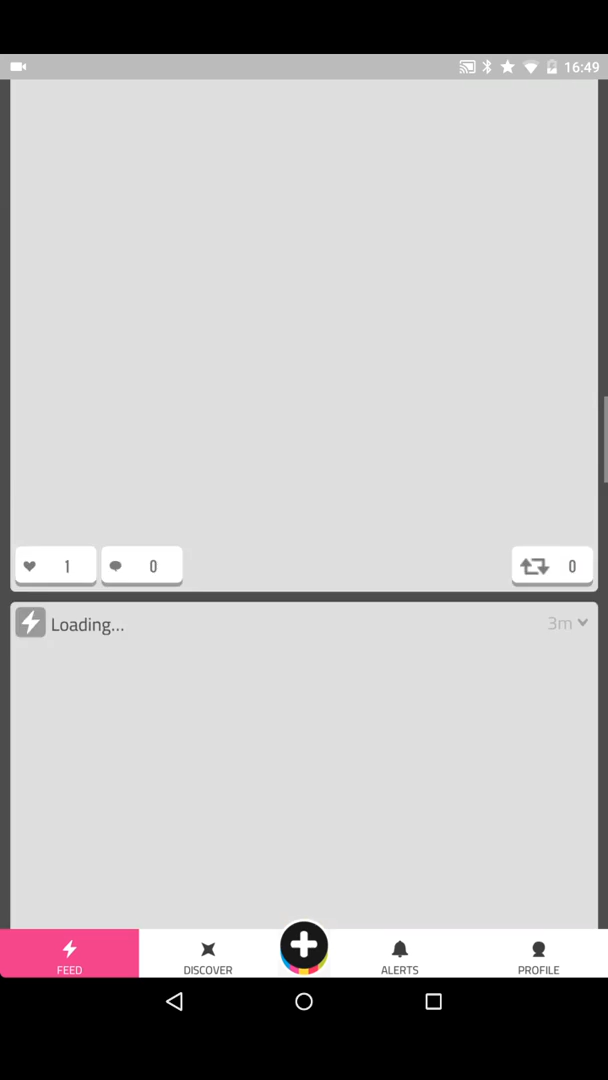 16:49
1
0
0
Loading...
3m
FEED
DISCOVER
ALERTS
PROFILE